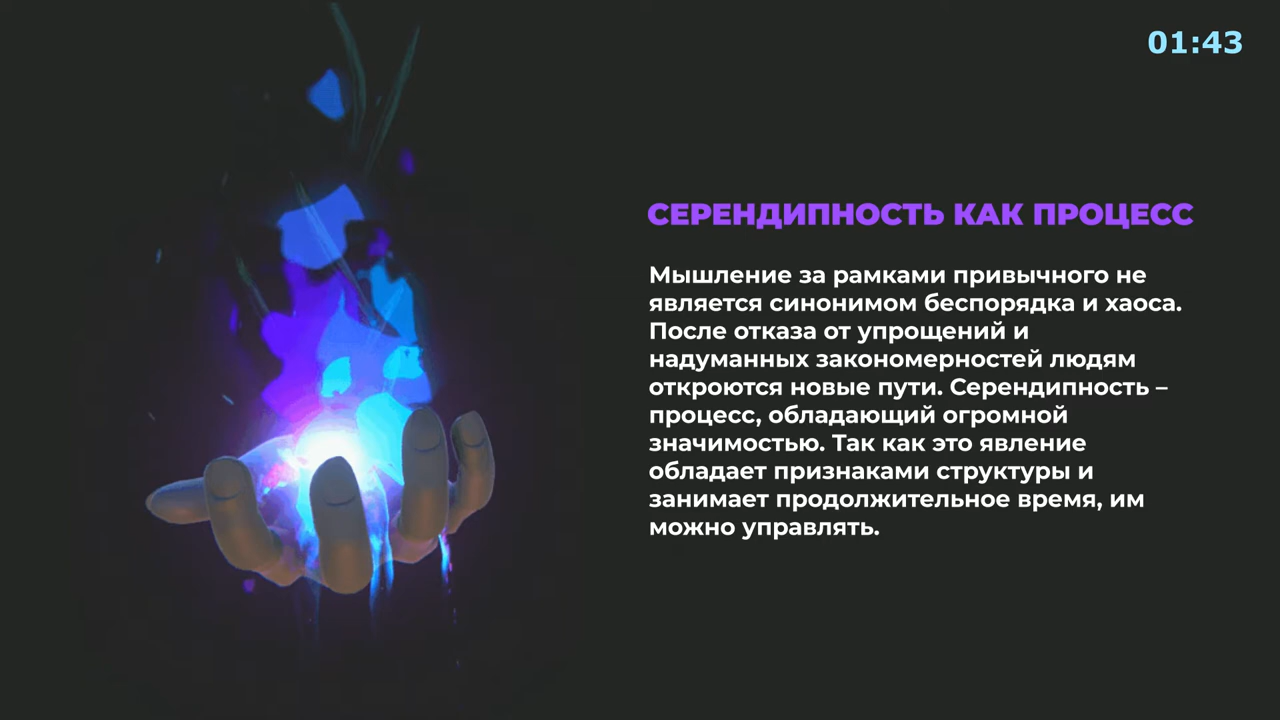 01:43
СЕРЕНДИПНОСТЬ КАК ПРОЦЕСС
Мышление за рамками привычного не
является синонимом беспорядка и хаоса.
После отказа от упрощений и
надуманных закономерностей людям
откроются новые пути. Серендипность –
процесс, обладающий огромной
значимостью. Так как это явление
обладает признаками структуры и
занимает продолжительное время, им
можно управлять.